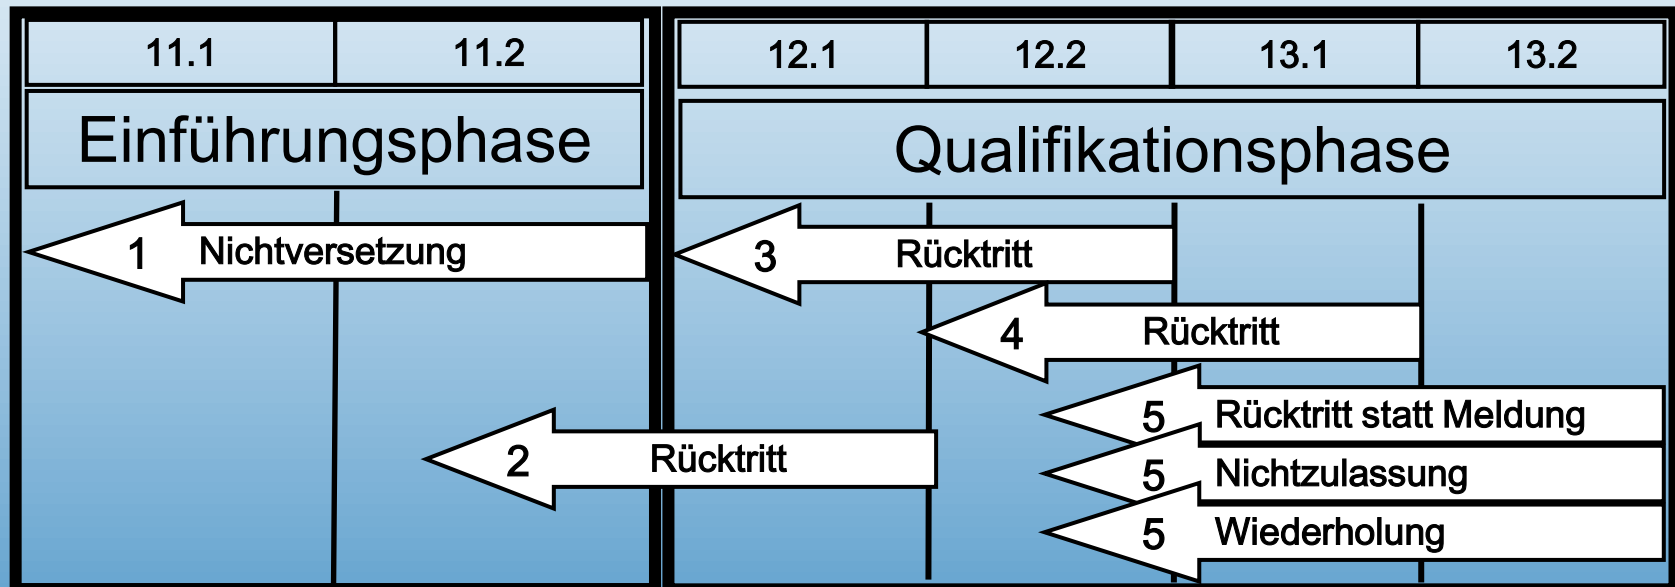 11.1 11.2 12.1 12.2 13.1 13.2
Einführungsphase Qualifikationsphase
1 Nichtversetzung 3 Rücktritt
4 Rücktritt
5 Rücktritt statt Meldung
2 Rücktritt
5 Nichtzulassung
5 Wiederholung